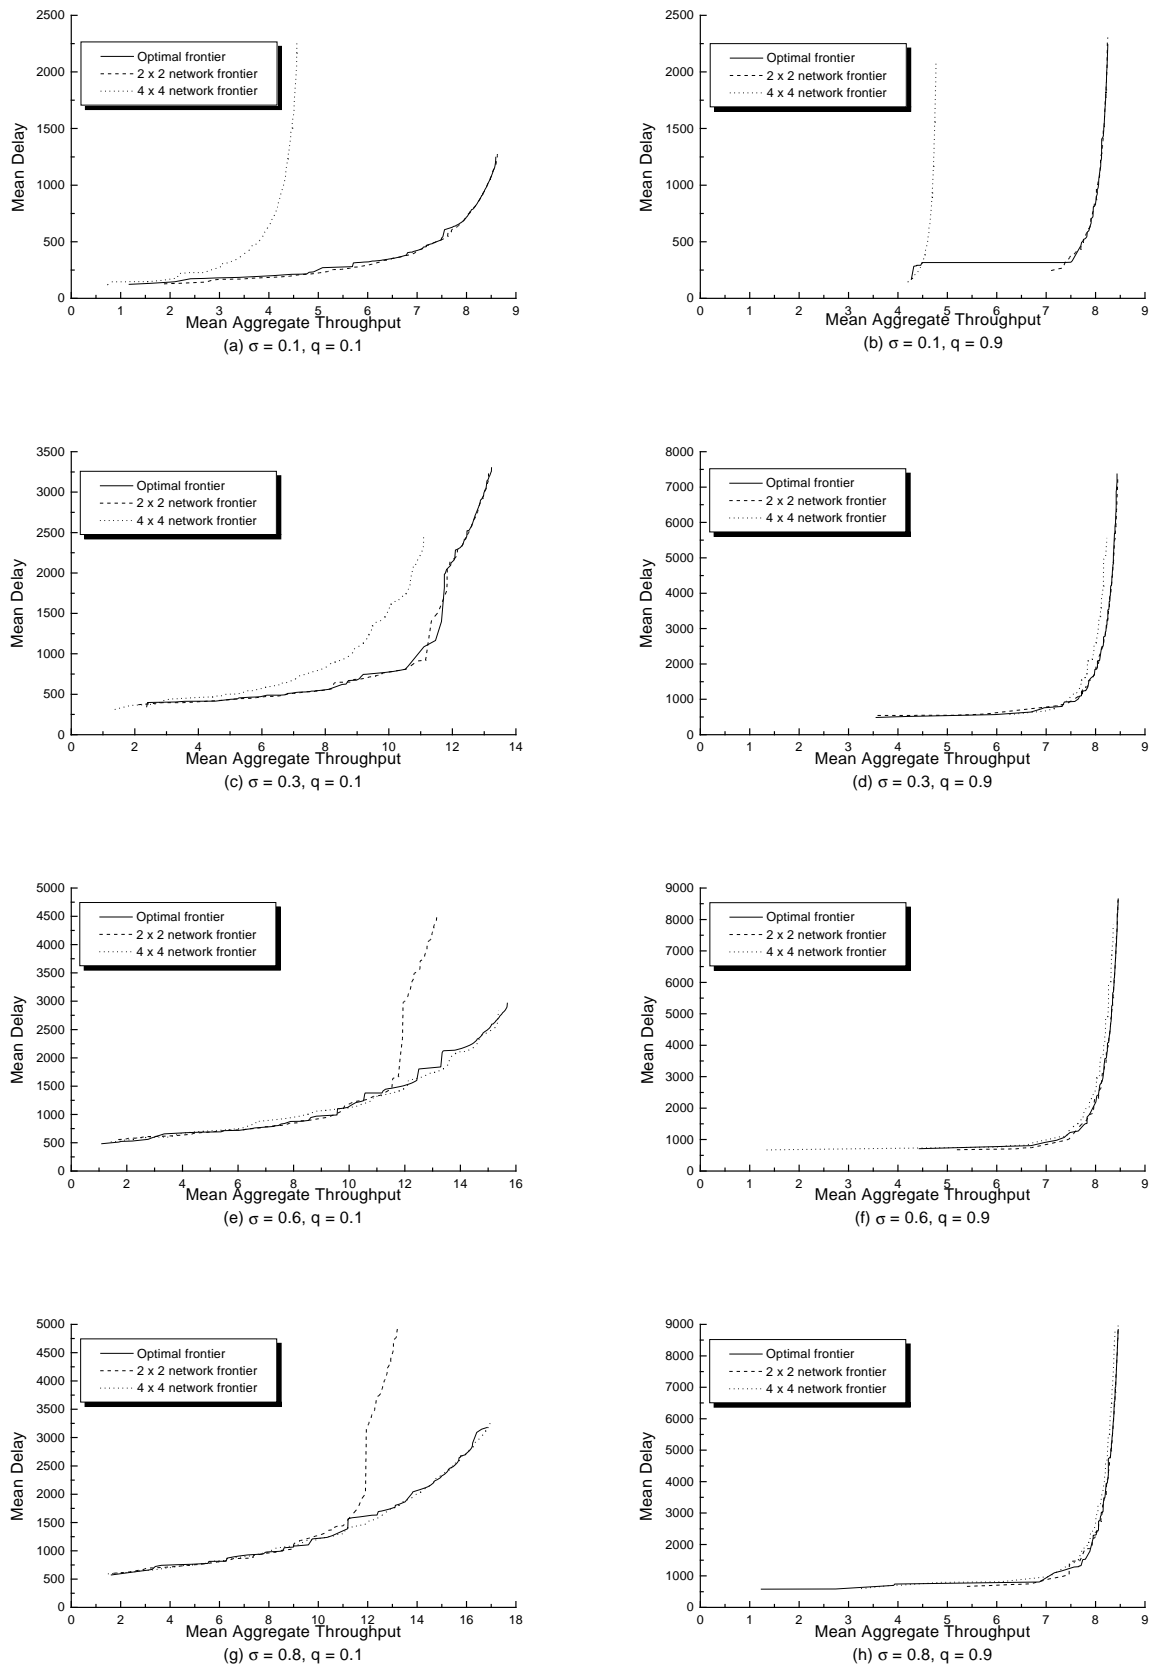 2500
2000
1500
1000
500
0
Mean Delay
Optimal frontier
2 x 2 network frontier
4 x 4 network frontier
0 1 2 3 4 5 6 7 8 9
Mean Aggregate Throughput
(a) σ = 0.1, q = 0.1
2500
2000
1500
1000
500
0
Mean Delay
Optimal frontier
2 x 2 network frontier
4 x 4 network frontier
0 1 2 3 4 5 6 7 8 9
Mean Aggregate Throughput
(b) σ = 0.1, q = 0.9
3500
3000
2500
2000
1500
1000
500
0
Mean Delay
Optimal frontier
2 x 2 network frontier
4 x 4 network frontier
0 2 4 6 8 10 12 14
Mean Aggregate Throughput
(c) σ = 0.3, q = 0.1
8000
7000
6000
5000
4000
3000
2000
1000
0
Mean Delay
Optimal frontier
2 x 2 network frontier
4 x 4 network frontier
0 1 2 3 4 5 6 7 8 9
Mean Aggregate Throughput
(d) σ = 0.3, q = 0.9
5000
4500
4000
3500
3000
2500
2000
1500
1000
500
0
Mean Delay
Optimal frontier
2 x 2 network frontier
4 x 4 network frontier
0 2 4 6 8 10 12 14 16
Mean Aggregate Throughput
(e) σ = 0.6, q = 0.1
9000
8000
7000
6000
5000
4000
3000
2000
1000
0
Mean Delay
Optimal frontier
2 x 2 network frontier
4 x 4 network frontier
0 1 2 3 4 5 6 7 8 9
Mean Aggregate Throughput
(f) σ = 0.6, q = 0.9
5000
4500
4000
3500
3000
2500
2000
1500
1000
500
0
Mean Delay
Optimal frontier
2 x 2 network frontier
4 x 4 network frontier
0 2 4 6 8 10 12 14 16 18
Mean Aggregate Throughput
(g) σ = 0.8, q = 0.1
9000
8000
7000
6000
5000
4000
3000
2000
1000
0
Mean Delay
Optimal frontier
2 x 2 network frontier
4 x 4 network frontier
0 1 2 3 4 5 6 7 8 9
Mean Aggregate Throughput
(h) σ = 0.8, q = 0.9